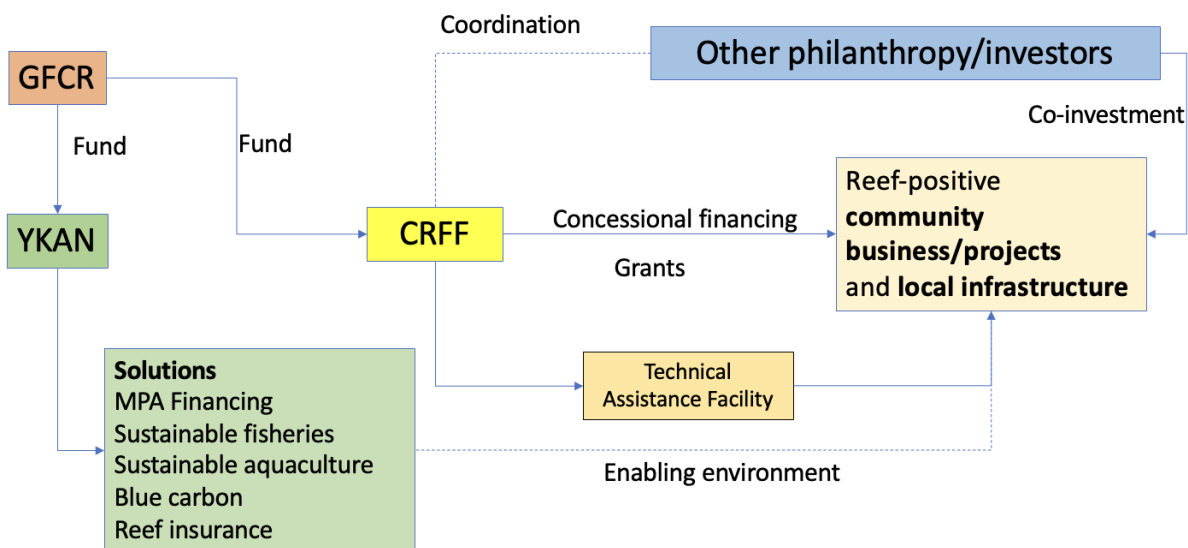 Coordination
Other philanthropy/investors
GFCR
Co-investment
Fund
Fund
Reef-positive
community
business/projects
and local infrastructure
YKAN
CRFF
Concessional financing
Grants
Solutions
MPA Financing
Sustainable fisheries
Sustainable aquaculture
Blue carbon
Reef insurance
Technical
Assistance Facility
Enabling environment